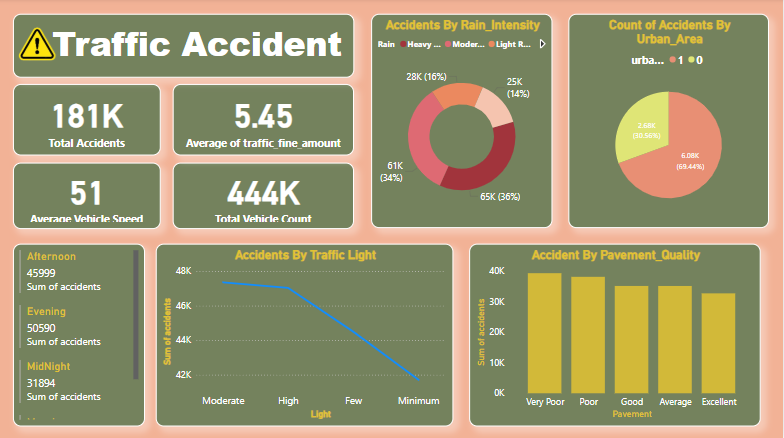 Traffic Accident
181K
Total Accidents
5.45
Average of traffic_fine_amount
51
Average Vehicle Speed
444K
Total Vehicle Count
Accidents By Rain_Intensity
Rain Heavy ... Moder... Light R...
28K (16%)
25K
(14%)
61K
(34%)
65K (36%)
Count of Accidents By
Urban_Area
urba... 1 0
2.68K
(30.56%)
6.08K
(69.44%)
Afternoon
45999
Sum of accidents
Evening
50590
Sum of accidents
MidNight
31894
Sum of accidents
Accidents By Traffic Light
Sum of accidents
48K
46K
44K
42K
Moderate High Few Minimum
Light
Accident By Pavement_Quality
Sum of accidents
40K
30K
20K
10K
0K
Very Poor Poor Good Average Excellent
Pavement